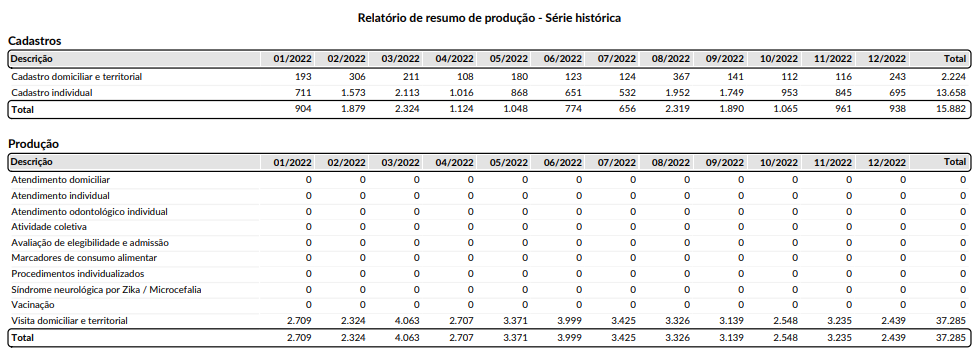 Relatório de resumo de produção - Série histórica
Cadastros
Descrição 01/2022 02/2022 03/2022 04/2022 05/2022 06/2022 07/2022 08/2022 09/2022 10/2022 11/2022 12/2022 Total
Cadastro domiciliar e territorial 193 306 211 108 180 123 124 367 141 112 116 243 2.224
Cadastro individual 711 1.573 2.113 1.016 868 651 532 1.952 1.749 953 845 695 13.658
Total 904 1.879 2.324 1.124 1.048 774 656 2.319 1.890 1.065 961 938 15.882
Produção
Descrição 01/2022 02/2022 03/2022 04/2022 05/2022 06/2022 07/2022 08/2022 09/2022 10/2022 11/2022 12/2022 Total
Atendimento domiciliar 0 0 0 0 0 0 0 0 0 0 0 0 0
Atendimento individual 0 0 0 0 0 0 0 0 0 0 0 0 0
Atendimento odontológico individual 0 0 0 0 0 0 0 0 0 0 0 0 0
Atividade coletiva 0 0 0 0 0 0 0 0 0 0 0 0 0
Avaliação de elegibilidade e admissão 0 0 0 0 0 0 0 0 0 0 0 0 0
Marcadores de consumo alimentar 0 0 0 0 0 0 0 0 0 0 0 0 0
Procedimentos individualizados 0 0 0 0 0 0 0 0 0 0 0 0 0
Síndrome neurológica por Zika / Microcefalia 0 0 0 0 0 0 0 0 0 0 0 0 0
Vacinação 0 0 0 0 0 0 0 0 0 0 0 0 0
Visita domiciliar e territorial 2.709 2.324 4.063 2.707 3.371 3.999 3.425 3.326 3.139 2.548 3.235 2.439 37.285
Total 2.709 2.324 4.063 2.707 3.371 3.999 3.425 3.326 3.139 2.548 3.235 2.439 37.285